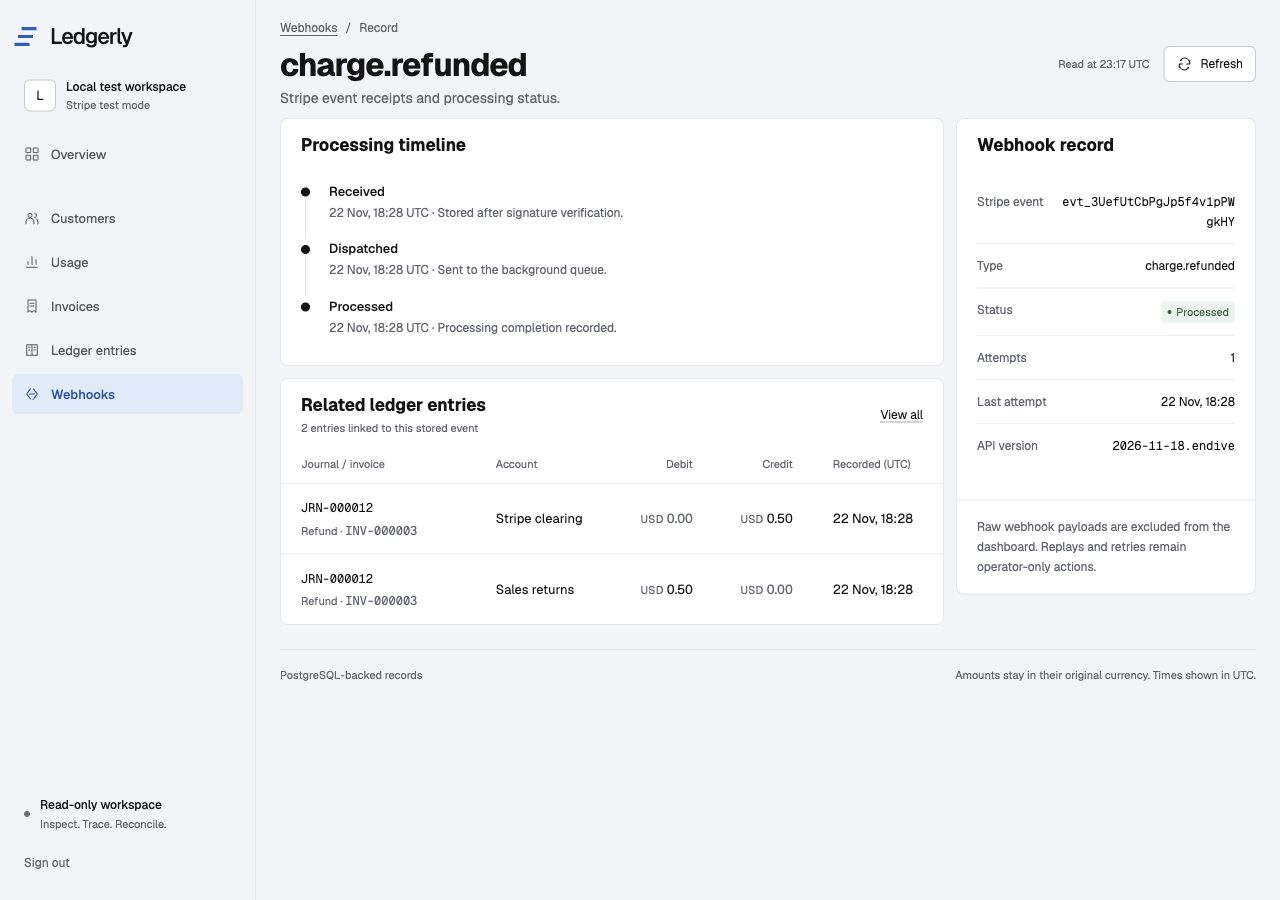 Ledgerly
L
Local test workspace
Stripe test mode
Overview
Customers
Usage
Invoices
Ledger entries
Webhooks
Read-only workspace
Inspect. Trace. Reconcile.
Sign out
Webhooks / Record
charge.refunded
Stripe event receipts and processing status.
Read at 23:17 UTC
Refresh
Processing timeline
Received
22 Nov, 18:28 UTC · Stored after signature verification.
Dispatched
22 Nov, 18:28 UTC · Sent to the background queue.
Processed
22 Nov, 18:28 UTC · Processing completion recorded.
Related ledger entries
2 entries linked to this stored event
View all
Journal / invoice Account Debit Credit Recorded (UTC)
JRN-000012
Refund · INV-000003
Stripe clearing USD 0.00 USD 0.50 22 Nov, 18:28
JRN-000012
Refund · INV-000003
Sales returns USD 0.50 USD 0.00 22 Nov, 18:28
Webhook record
Stripe event evt_3UefUtCbPgJp5f4v1pPW
gkHY
Type charge.refunded
Status Processed
Attempts 1
Last attempt 22 Nov, 18:28
API version 2026-11-18.endive
Raw webhook payloads are excluded from the
dashboard. Replays and retries remain
operator-only actions.
PostgreSQL-backed records
Amounts stay in their original currency. Times shown in UTC.